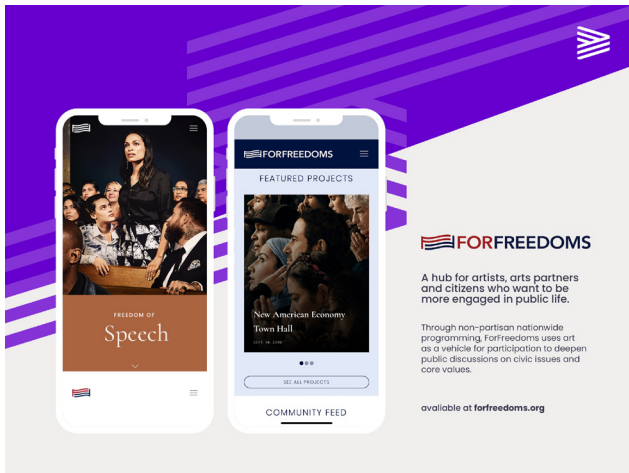 FREEDOM OF
Speech
FORFREEDOMS
FEATURED PROJECTS
New American Economy
Town Hall
SEE ALL PROJECTS
COMMUNITY FEED
FORFREEDOMS
A hub for artists, arts partners
and citizens who want to be
more engaged in public life.
Through non-partisan nationwide
programming, ForFreedoms uses art
as a vehicle for participation to deepen
public discussions on civic issues and
core values.
avaliable at forfreedoms.org